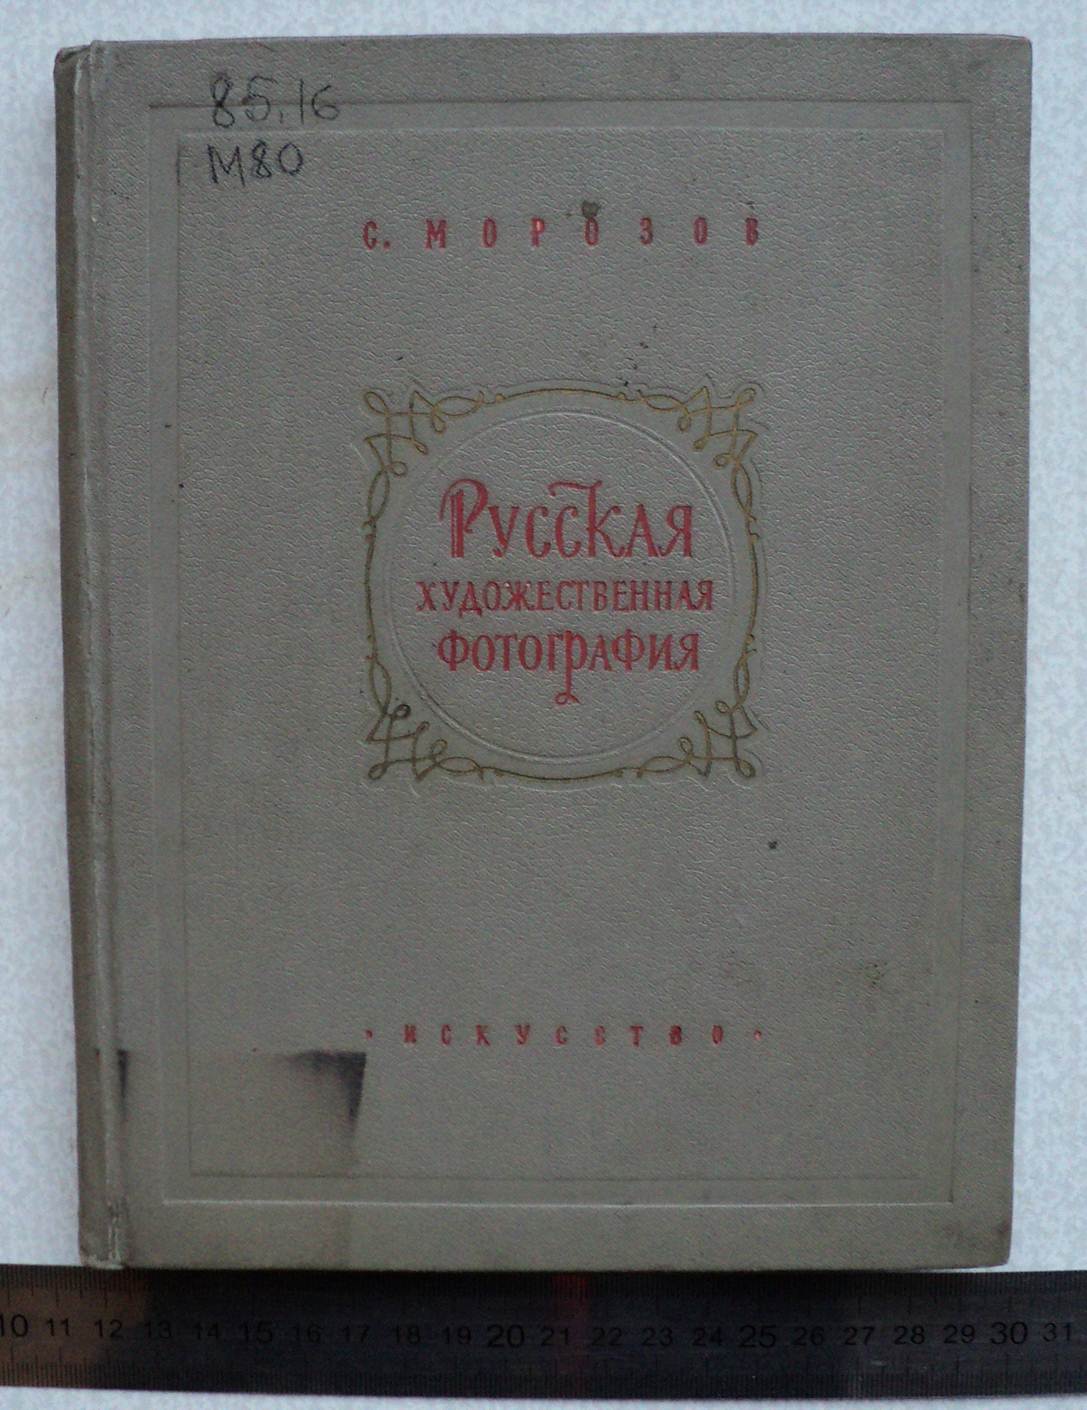 85.16
М80
С. МОРОЗОВ
РУССКАЯ
ХУДОЖЕСТВЕННАЯ
ФОТОГРАФИЯ
• ИСКУССТВО •
10 11 12 13 14 15 16 17 18 19 20 21 22 23 24 25 26 27 28 29 30 31